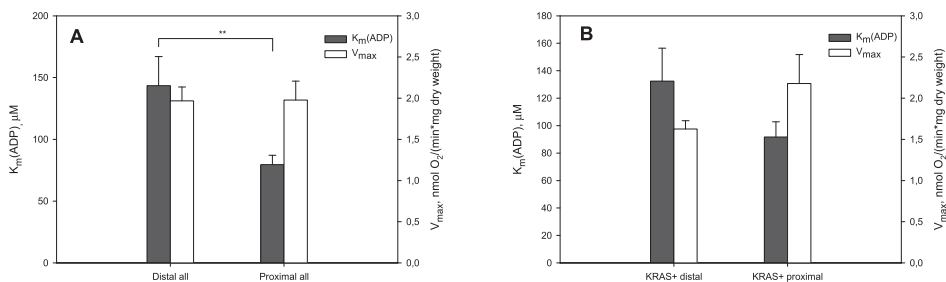 A
**
Km(ADP)
Vmax
Km(ADP), µM
200
150
100
50
0
3,0
2,5
2,0
1,5
1,0
0,5
0,0
Vmax, nmol O2/(min*mg dry weight)
Distal all
Proximal all
B
Km(ADP)
Vmax
Km(ADP), µM
180
160
140
120
100
80
60
40
20
0
3,0
2,5
2,0
1,5
1,0
0,5
0,0
Vmax, nmol O2/(min*mg dry weight)
KRAS+ distal
KRAS+ proximal